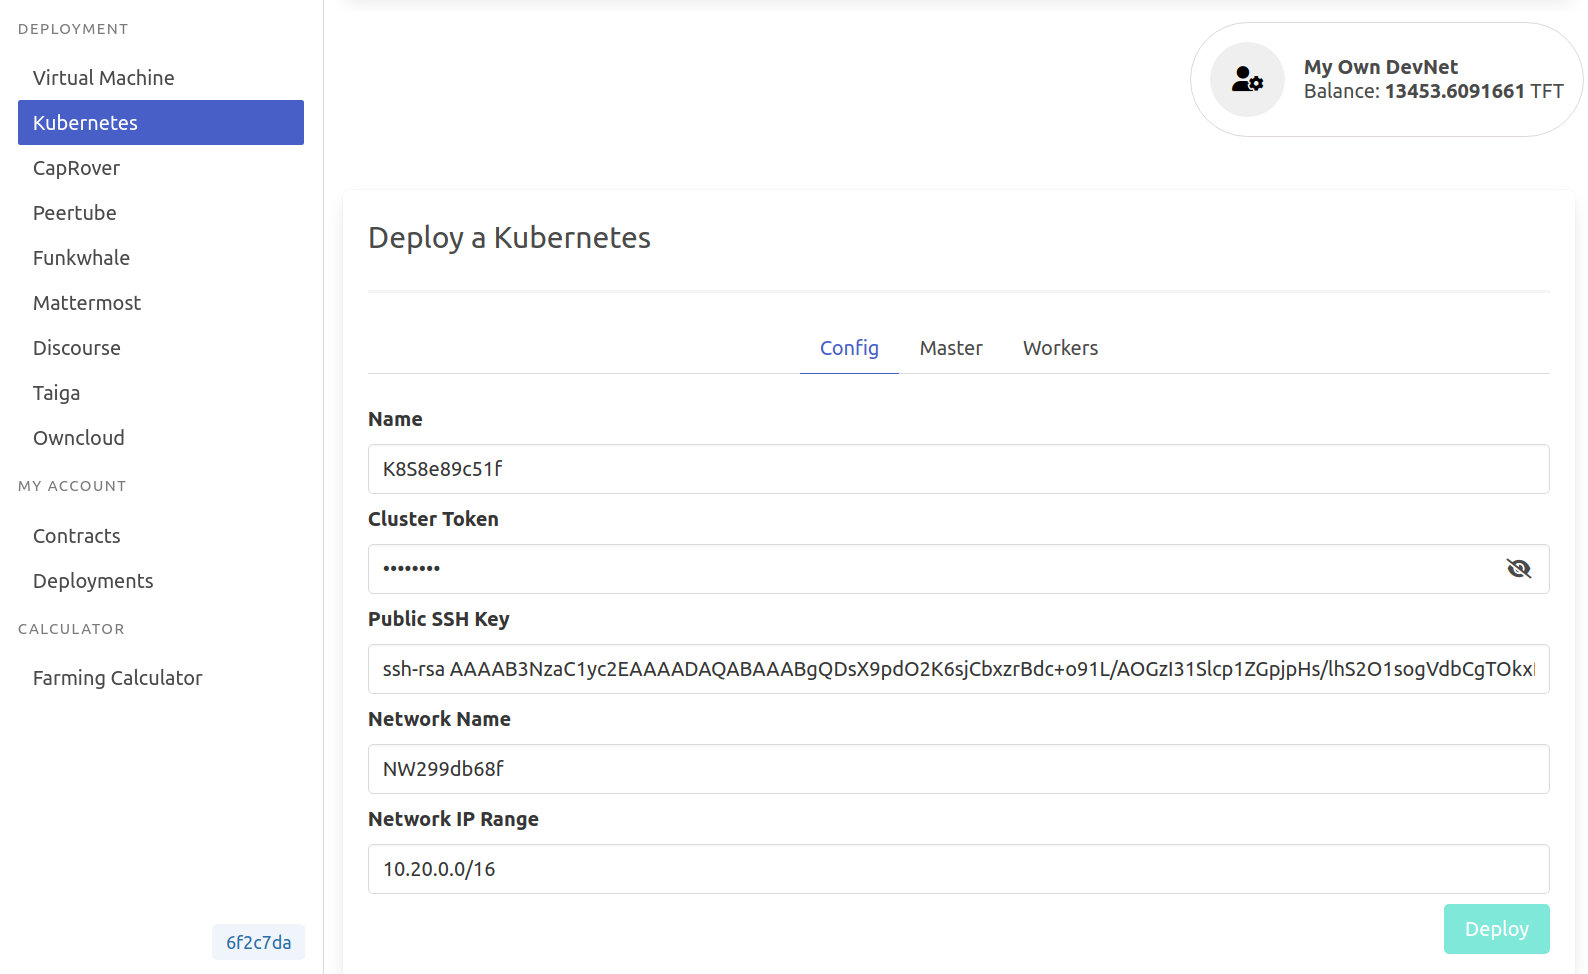 DEPLOYMENT
Virtual Machine
Kubernetes
CapRover
Peertube
Funkwhale
Mattermost
Discourse
Taiga
Owncloud
MY ACCOUNT
Contracts
Deployments
CALCULATOR
Farming Calculator
6f2c7da
My Own DevNet
Balance: 13453.6091661 TFT
Deploy a Kubernetes
Config Master Workers
Name
K8S8e89c51f
Cluster Token
••••••••
Public SSH Key
ssh-rsa AAAAB3NzaC1yc2EAAAADAQABAAABgQDsX9pdO2K6sjCbxzrBdc+o91L/AOGzI31Slcp1ZGpjpHs/lhS2O1sogVdbCgTOkx
Network Name
NW299db68f
Network IP Range
10.20.0.0/16
Deploy